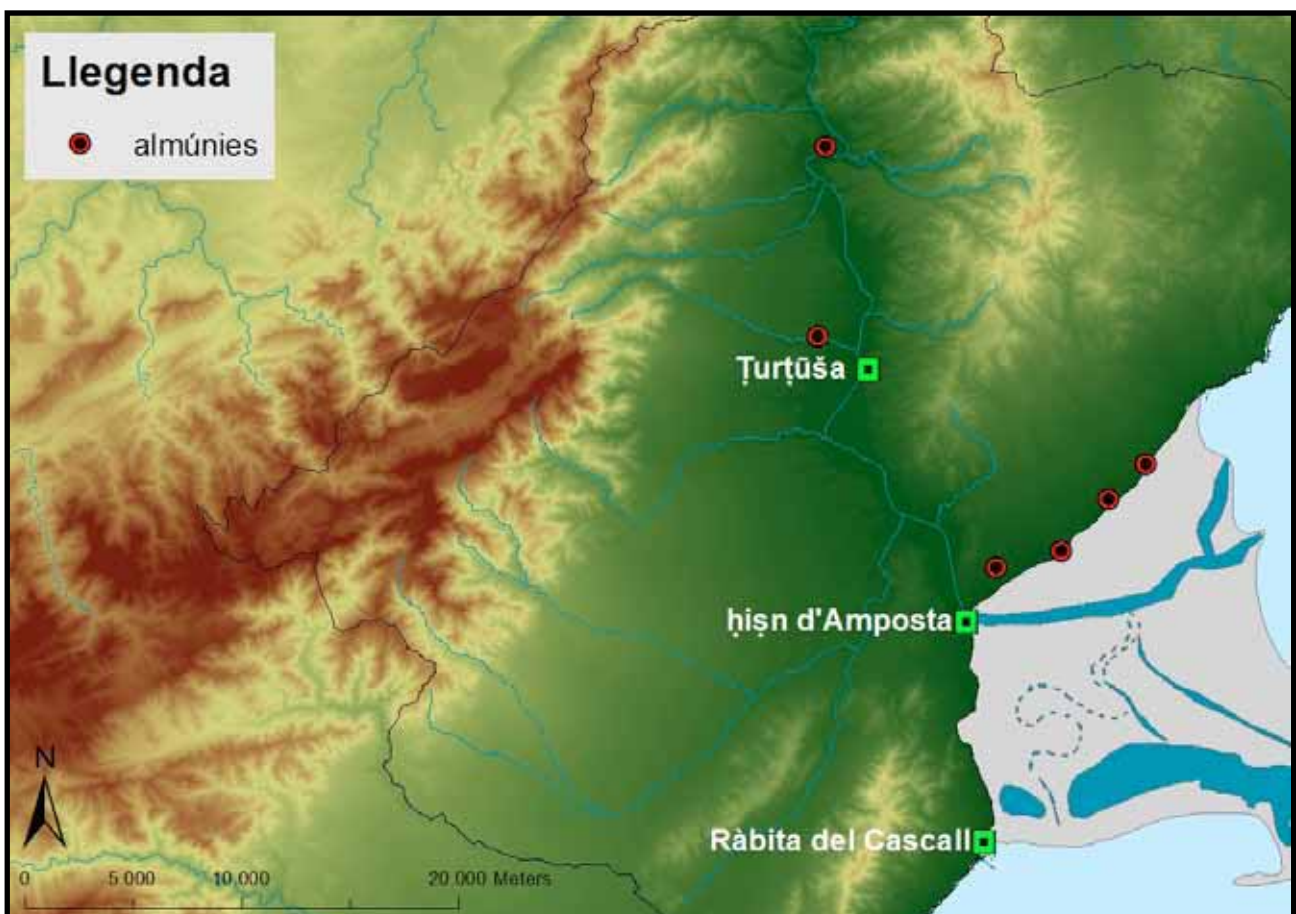 Llegenda
almúnies
Ṭurṭūša
ḥiṣn d'Amposta
Ràbita del Cascall
N
0 5 000 10,000 20 000 Meters